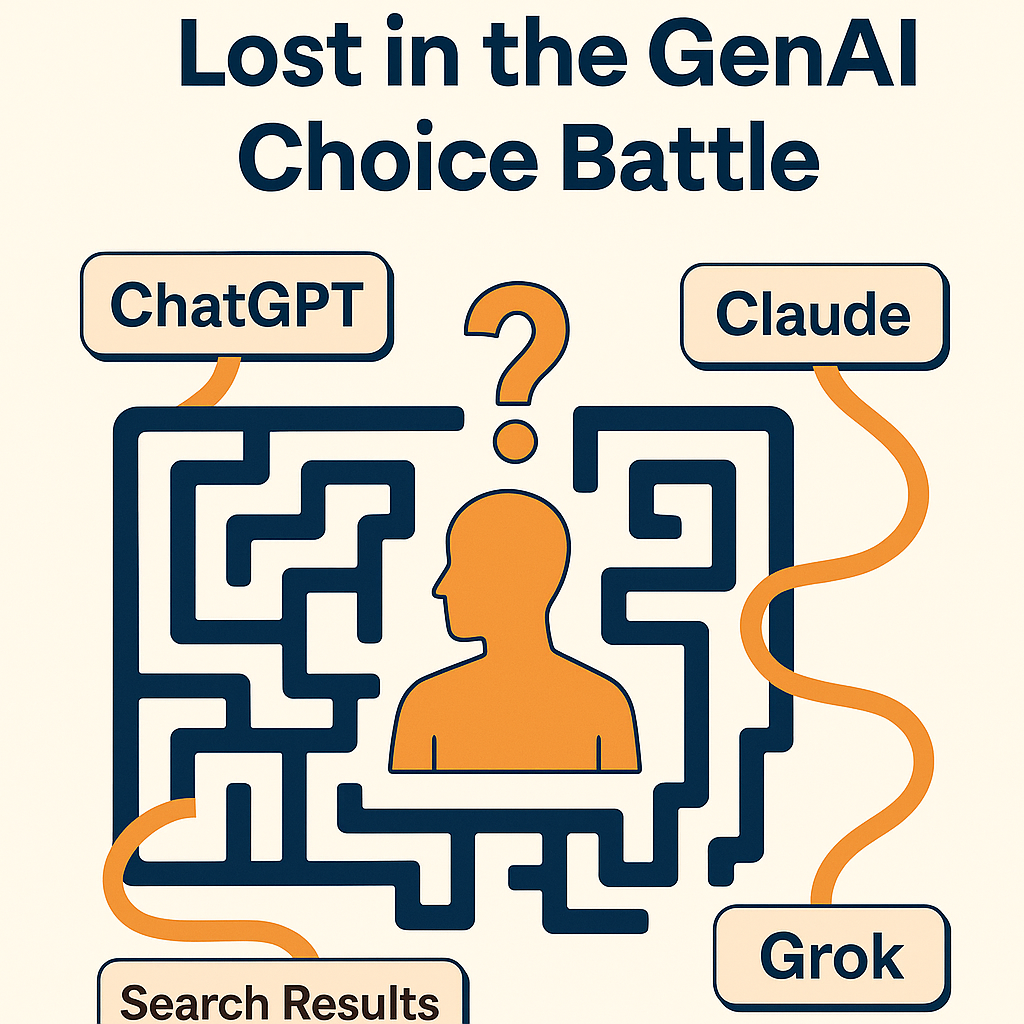 Lost in the GenAI
Choice Battle
ChatGPT
Claude
?
Grok
Search Results